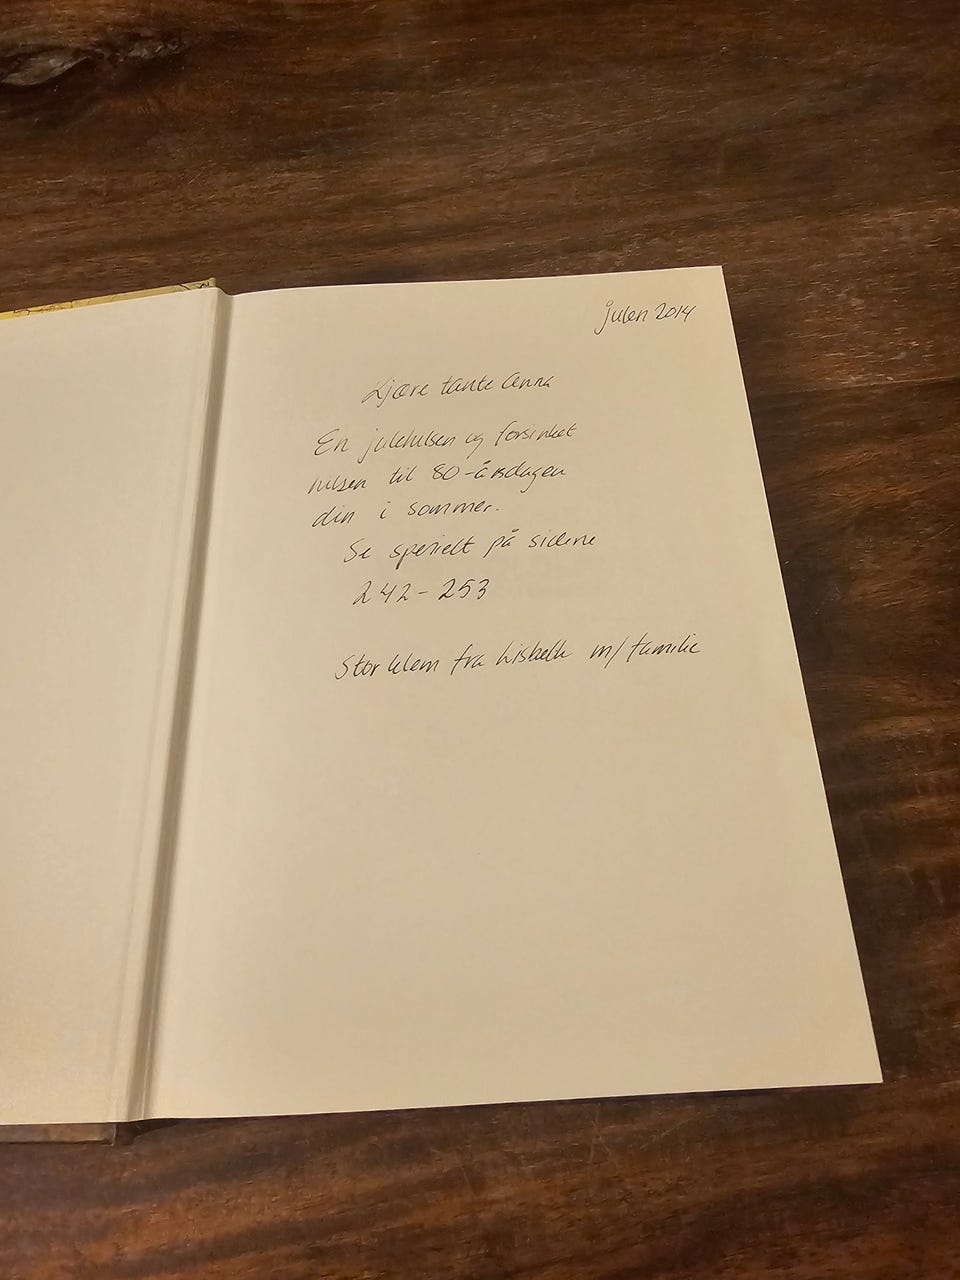 Julen 2014
Kjære tante Anna
En julehilsen og forsinket
hilsen til 80-årsdagen
din i sommer.
Se spesielt på sidene
242-253
Stor klem fra Lisbeth m/familie